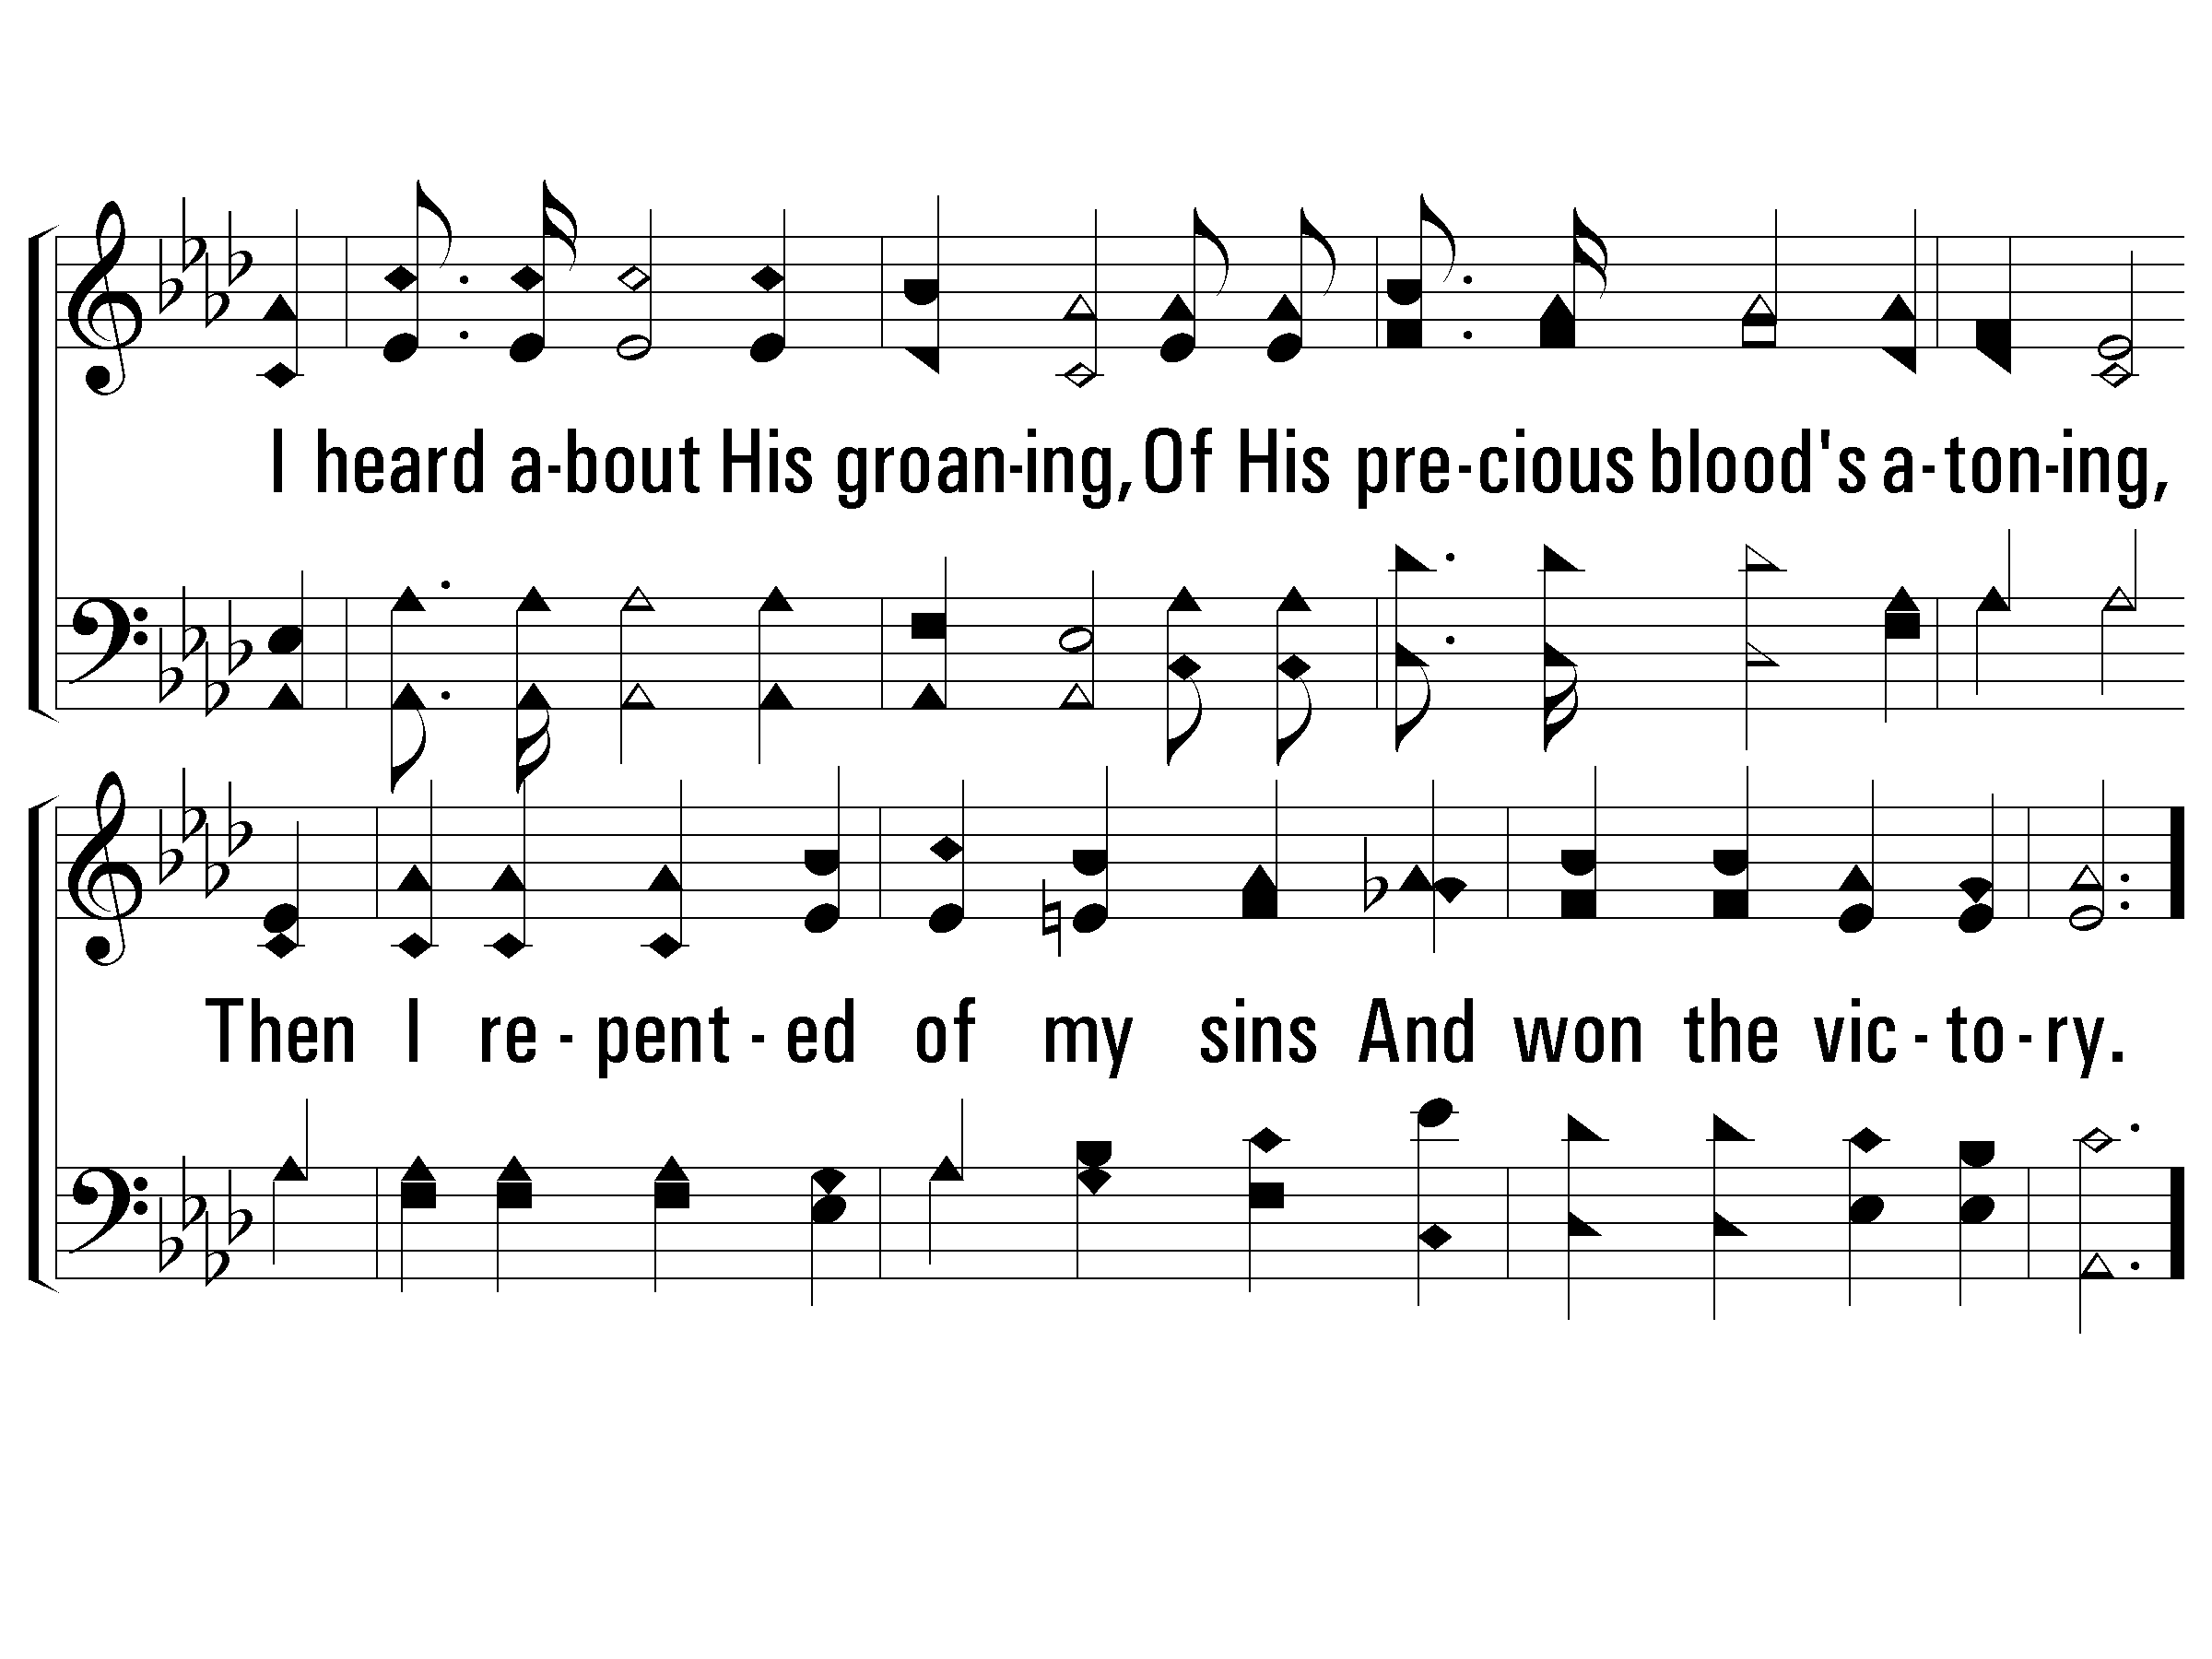 I heard a-bout His groan-ing, Of His pre-cious blood's a-ton-ing,
Then I re-pent-ed of my sins And won the vic-to-ry.